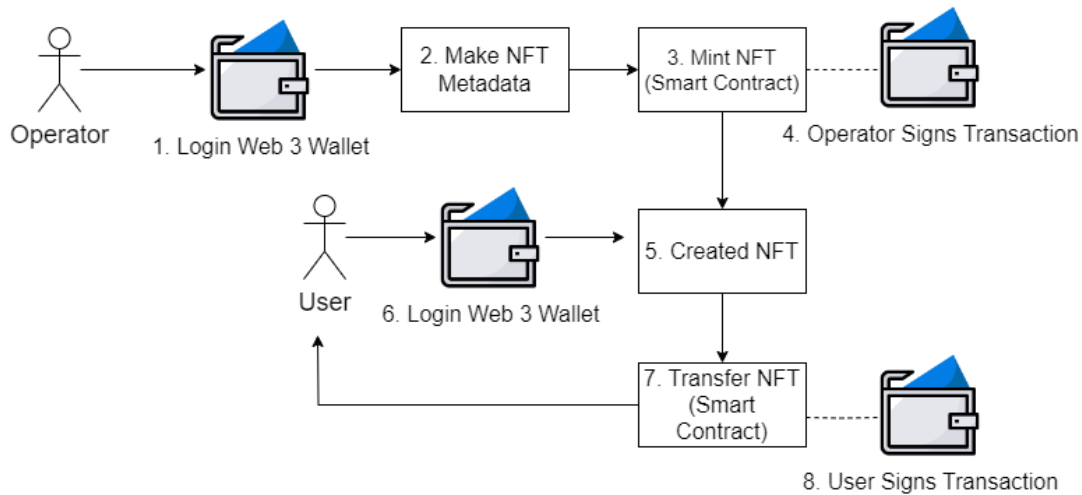 Operator
1. Login Web 3 Wallet
2. Make NFT
Metadata
3. Mint NFT
(Smart Contract)
4. Operator Signs Transaction
User
6. Login Web 3 Wallet
5. Created NFT
7. Transfer NFT
(Smart
Contract)
8. User Signs Transaction